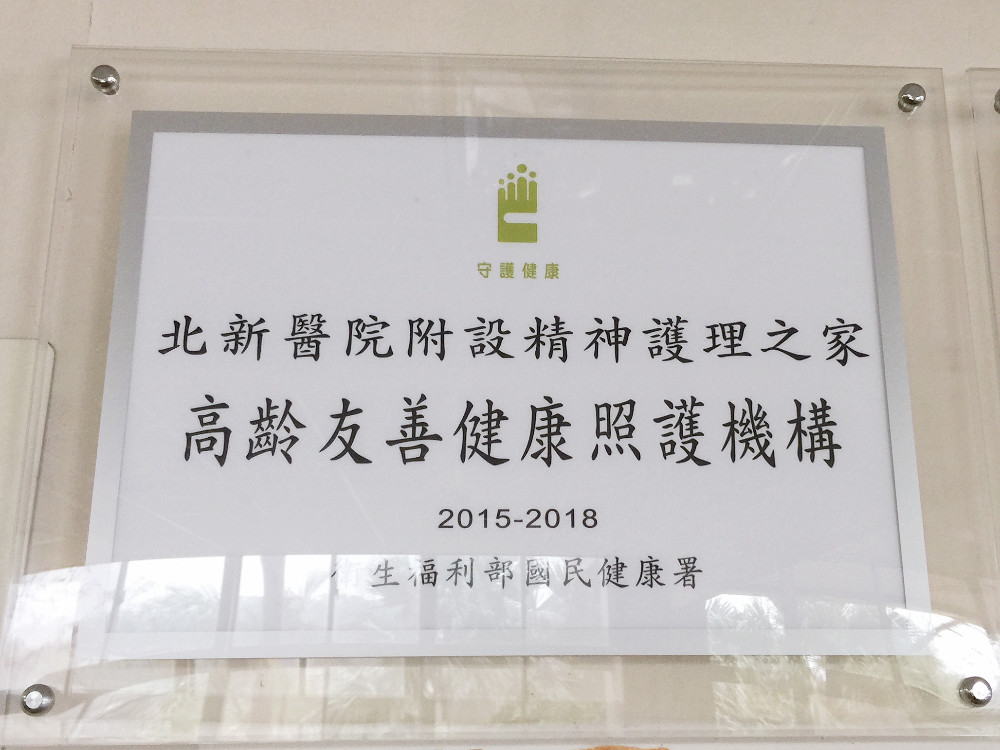 守護健康
北新醫院附設精神護理之家
高齡友善健康照護機構
2015-2018
衛生福利部國民健康署